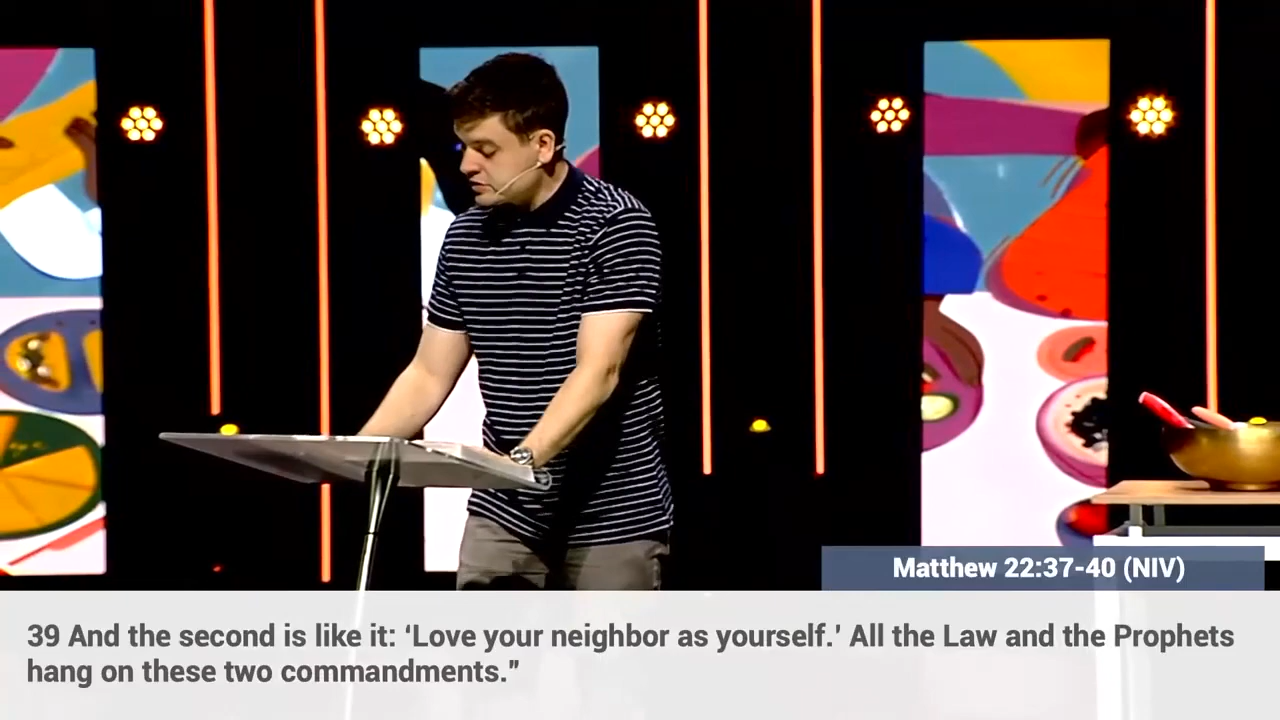 Matthew 22:37-40 (NIV)
39 And the second is like it: ‘Love your neighbor as yourself.’ All the Law and the Prophets
hang on these two commandments.”